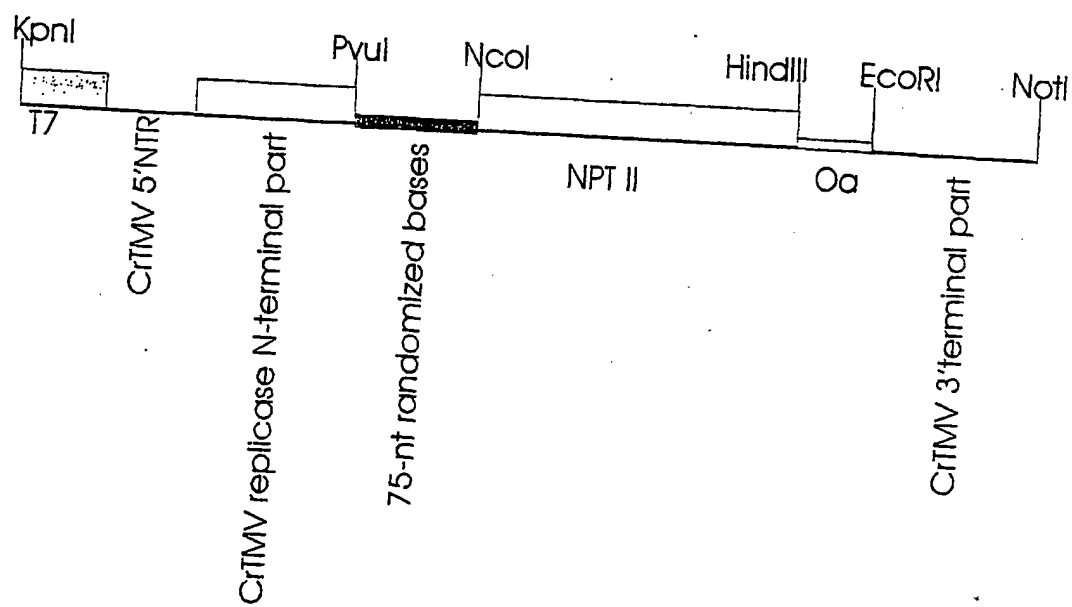 KpnI
PvuI
NcoI
HindIII
EcoRI
NotI
T7
CrTMV 5'NTR
CrTMV replicase N-terminal part
75-nt randomized bases
NPT II
Oa
CrTMV 3'terminal part